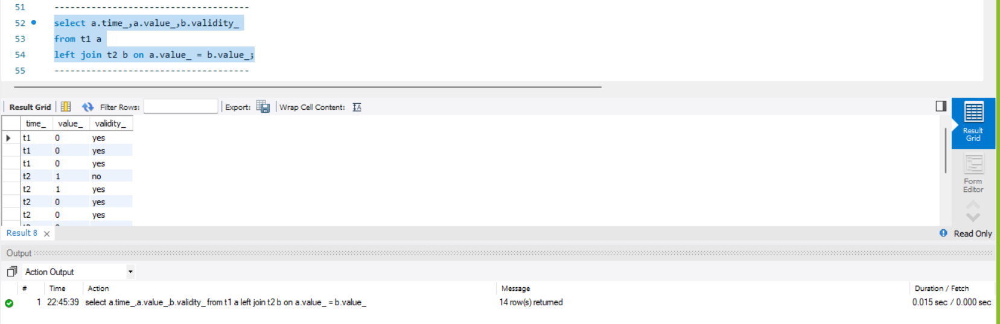 51 -------------------------------------
52 select a.time_,a.value_,b.validity_
53 from t1 a
54 left join t2 b on a.value_ = b.value_;
55 -------------------------------------
Result Grid Filter Rows: Export: Wrap Cell Content: IA
time_ value_ validity_
t1 0 yes
t1 0 yes
t1 0 yes
t2 1 no
t2 1 yes
t2 0 yes
t2 0 yes
Result Grid
Form Editor
Result 8 Read Only
Output
Action Output
# Time Action Message Duration / Fetch
1 22:45:39 select a.time_,a.value_,b.validity_ from t1 a left join t2 b on a.value_ = b.value_ 14 row(s) returned 0.015 sec / 0.000 sec